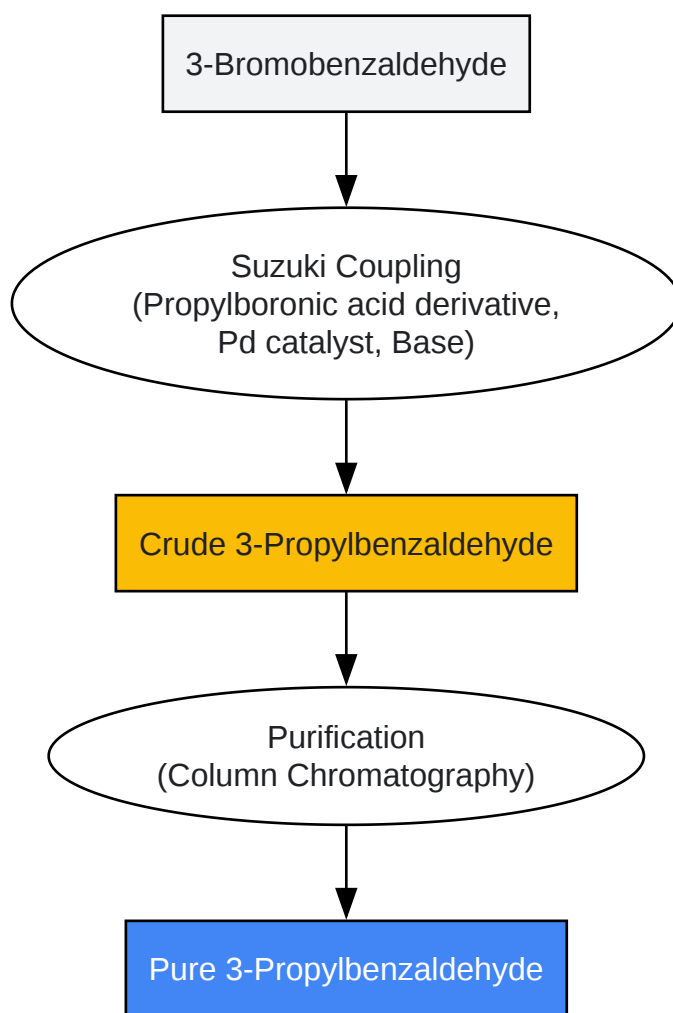 3-Bromobenzaldehyde
Suzuki Coupling
(Propylboronic acid derivative,
Pd catalyst, Base)
Crude 3-Propylbenzaldehyde
Purification
(Column Chromatography)
Pure 3-Propylbenzaldehyde